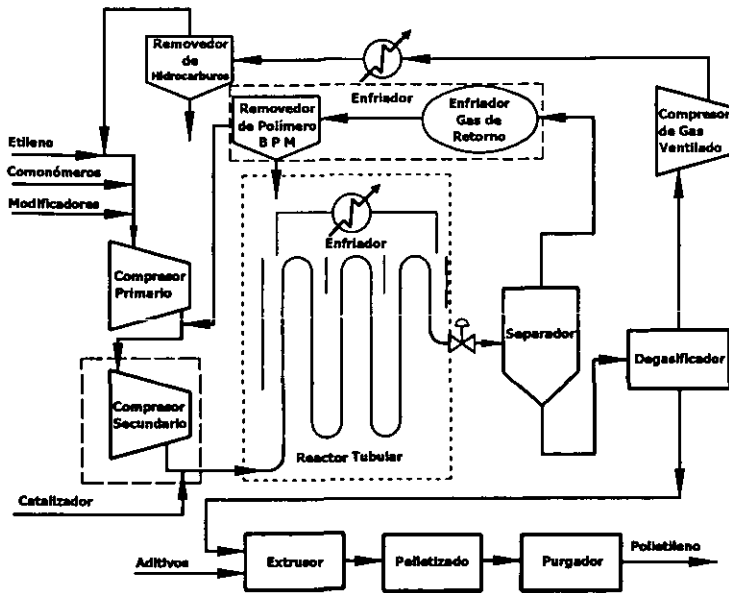 Removedor
de
Hidrocarburos
Enfriador
Removedor
de Polímero
B P M
Enfriador
Gas de
Retorno
Compresor
de Gas
Ventilado
Etileno
Comonómeros
Modificadores
Enfriador
Compresor
Primario
Separador
Degasificador
Compresor
Secundario
Reactor Tubular
Catalizador
Aditivos
Extrusor
Pelletizado
Purgador
Polietileno